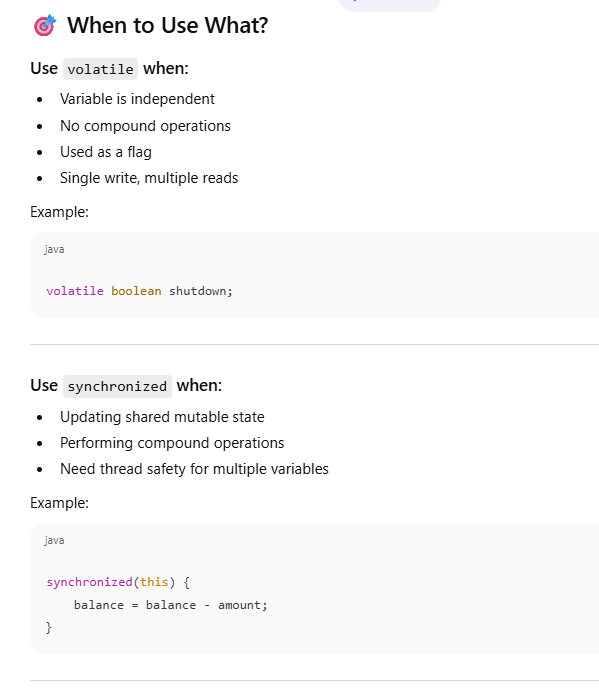 🎯 When to Use What?
Use volatile when:
• Variable is independent
• No compound operations
• Used as a flag
• Single write, multiple reads
Example:
java
volatile boolean shutdown;
Use synchronized when:
• Updating shared mutable state
• Performing compound operations
• Need thread safety for multiple variables
Example:
java
synchronized(this) {
    balance = balance - amount;
}